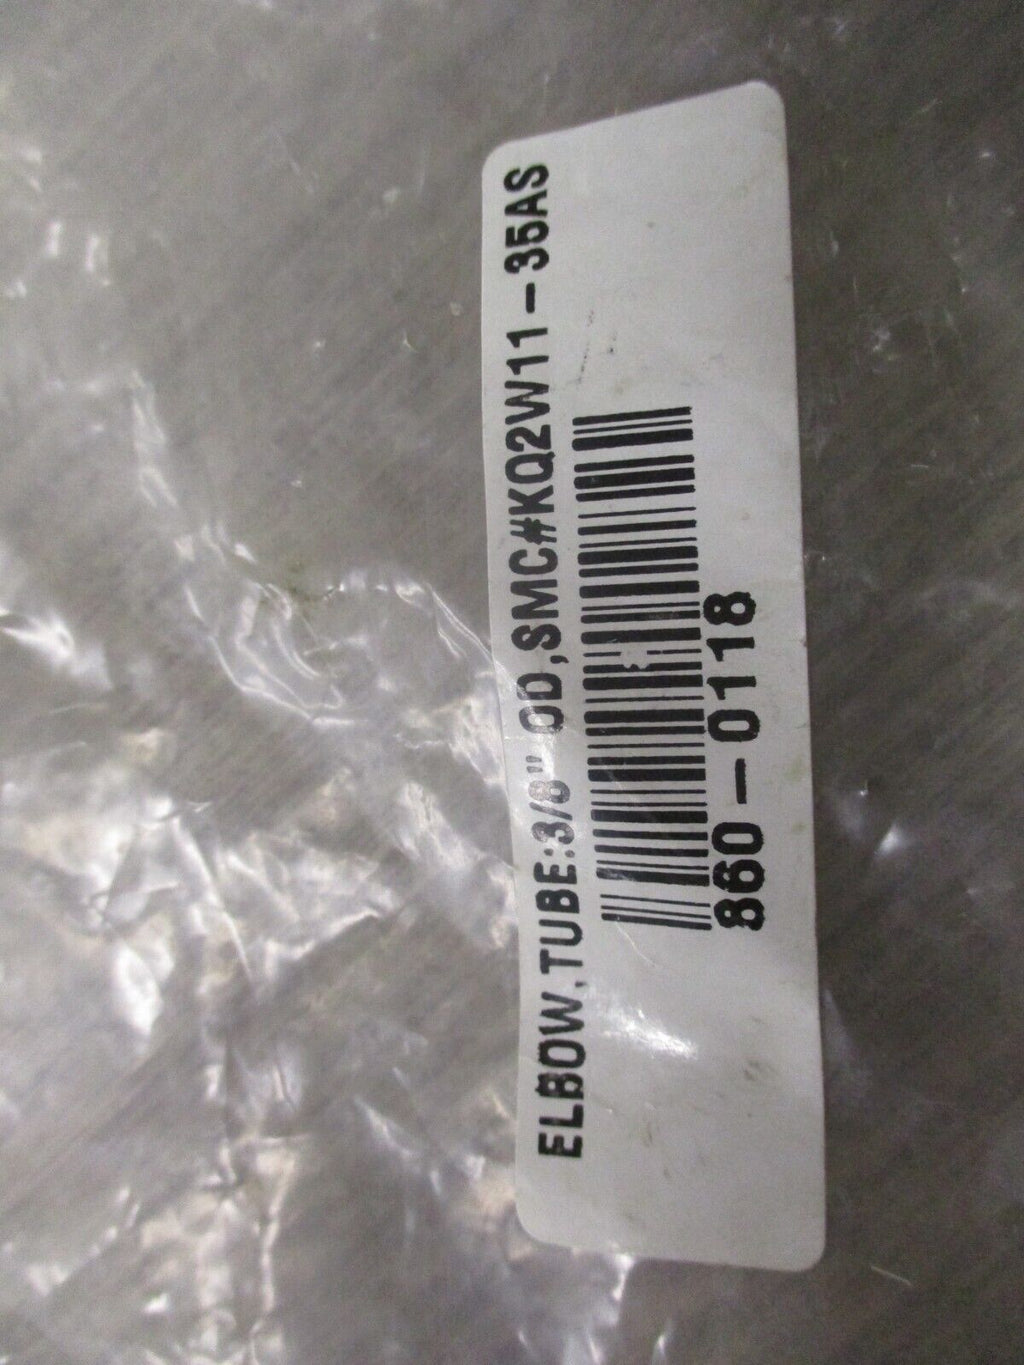 ELBOW,TUBE:3/8" OD,SMC#KQ2W11-35AS
860-0118